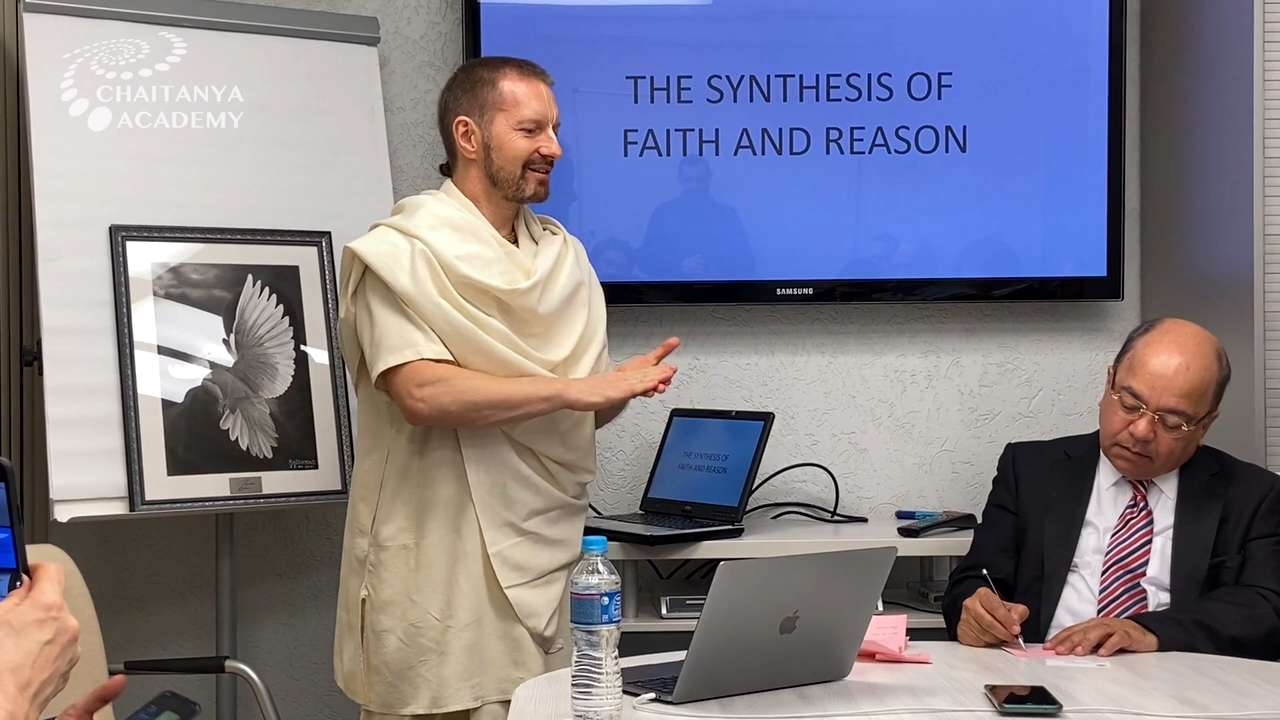 CHAITANYA
ACADEMY
THE SYNTHESIS OF
FAITH AND REASON
SAMSUNG
THE SYNTHESIS OF
FAITH AND REASON